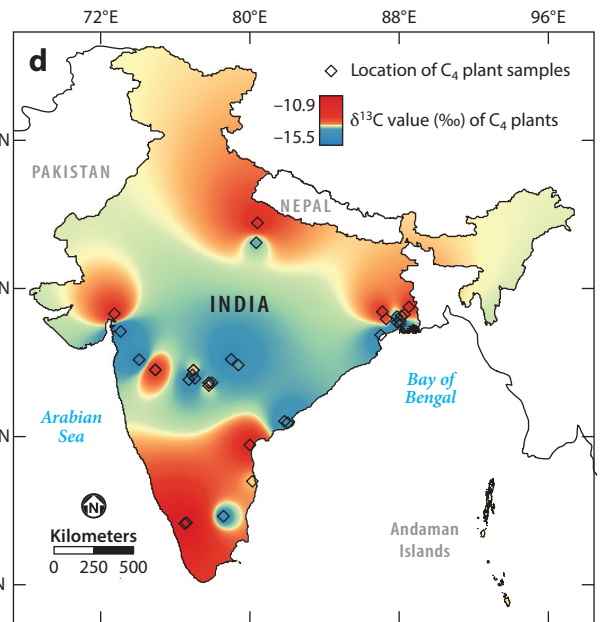 72°E 80°E 88°E 96°E
d
Location of C₄ plant samples
–10.9
δ¹³C value (‰) of C₄ plants
–15.5
PAKISTAN
NEPAL
INDIA
Bay of
Bengal
Arabian
Sea
N
Kilometers
0 250 500
Andaman
Islands